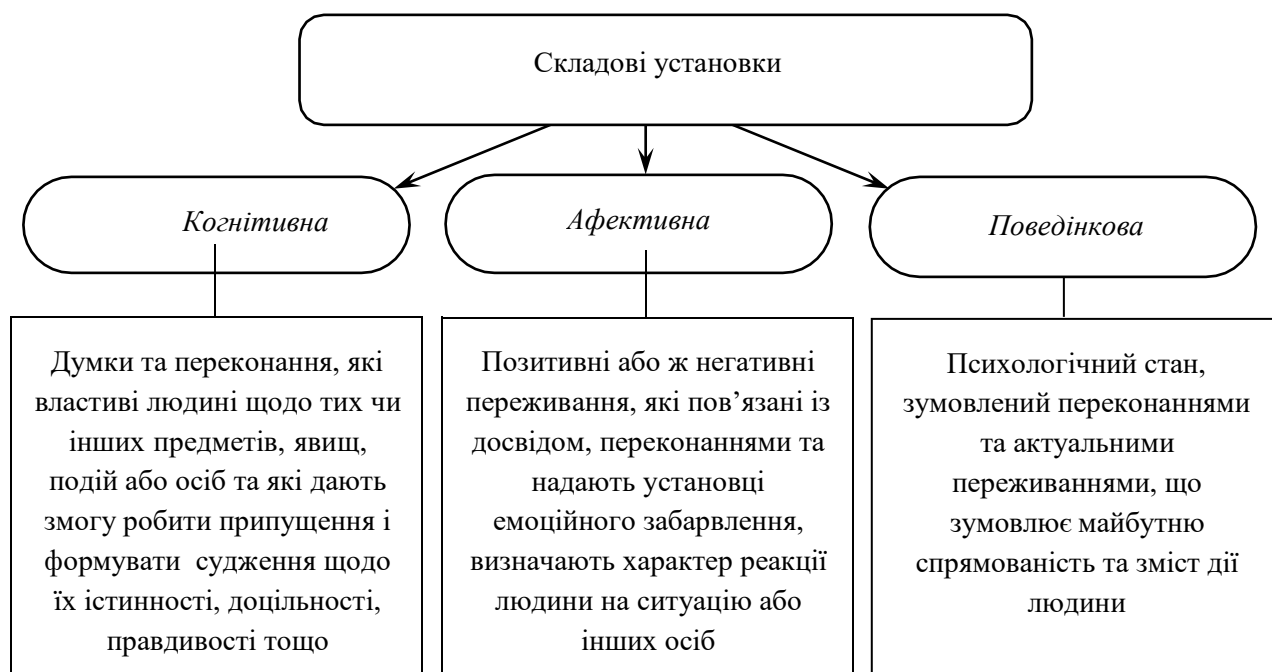 Складові установки
Когнітивна
Афективна
Поведінкова
Думки та переконання, які
властиві людині щодо тих чи
інших предметів, явищ,
подій або осіб та які дають
змогу робити припущення і
формувати судження щодо
їх істинності, доцільності,
правдивості тощо
Позитивні або ж негативні
переживання, які пов’язані із
досвідом, переконаннями та
надають установці
емоційного забарвлення,
визначають характер реакції
людини на ситуацію або
інших осіб
Психологічний стан,
зумовлений переконаннями
та актуальними
переживаннями, що
зумовлює майбутню
спрямованість та зміст дії
людини